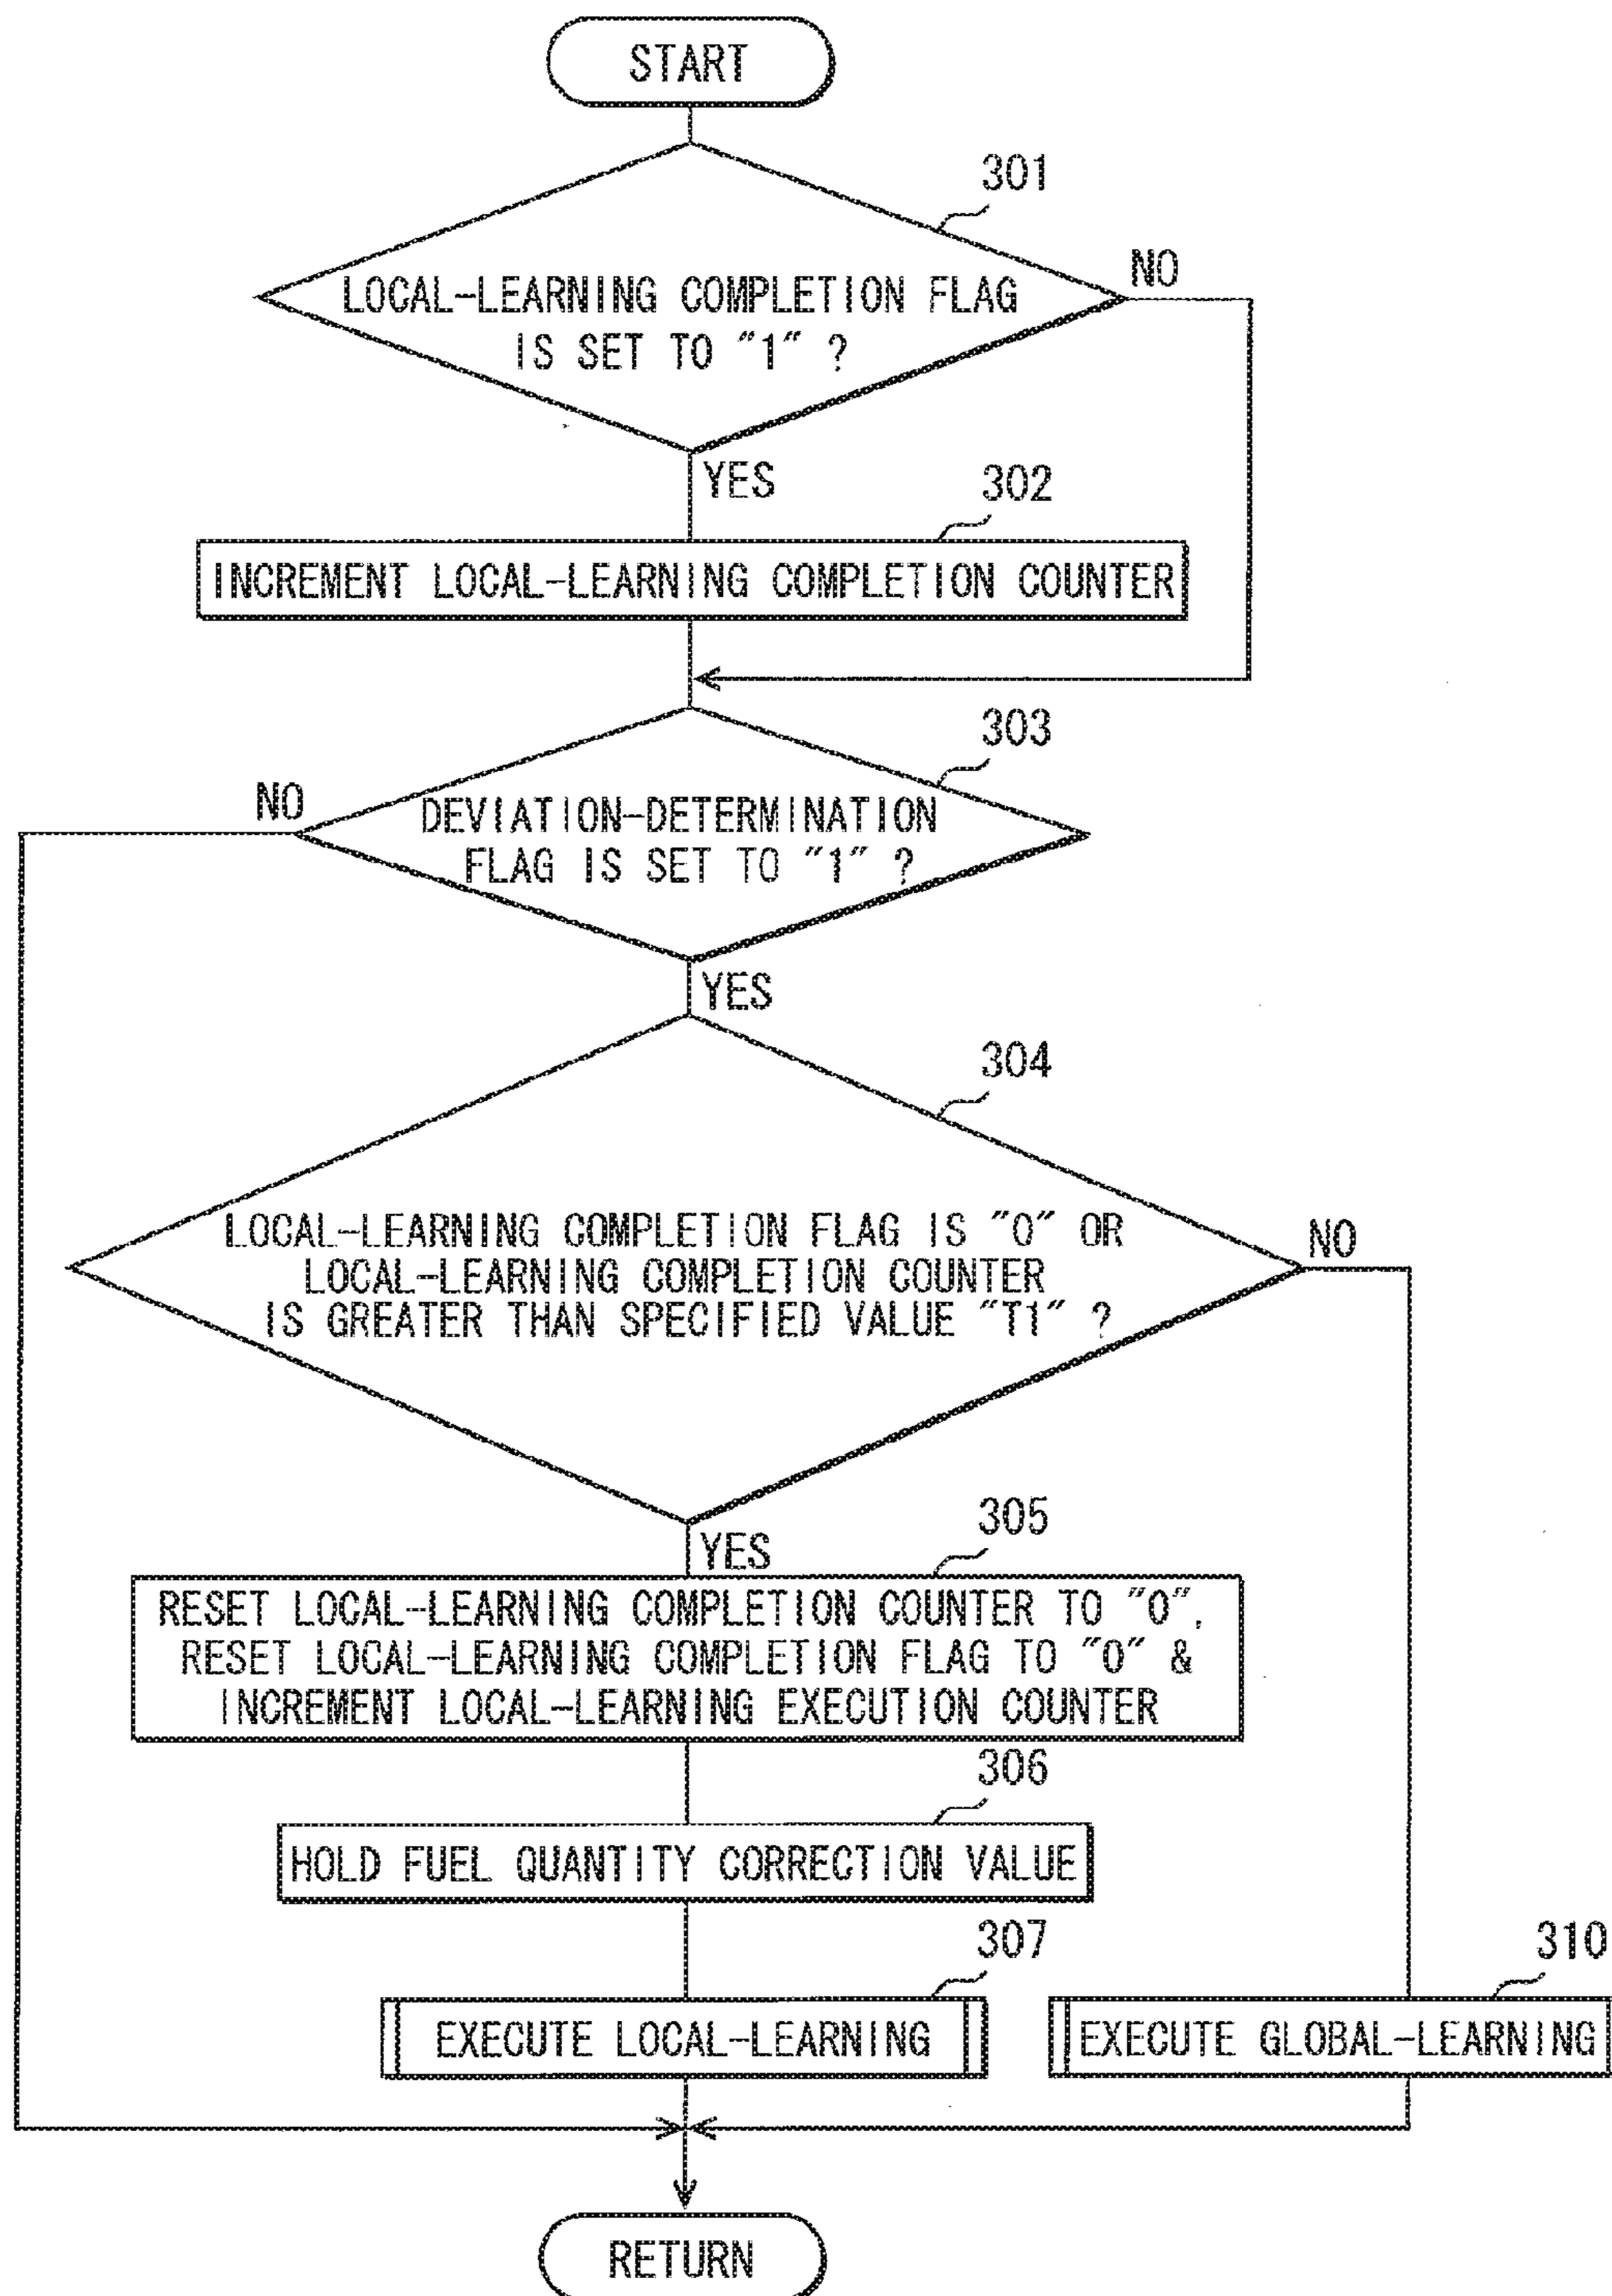 START
301
LOCAL-LEARNING COMPLETION FLAG
IS SET TO "1" ?
NO
YES
302
INCREMENT LOCAL-LEARNING COMPLETION COUNTER
303
NO
DEVIATION-DETERMINATION
FLAG IS SET TO "1" ?
YES
304
LOCAL-LEARNING COMPLETION FLAG IS "0" OR
LOCAL-LEARNING COMPLETION COUNTER
IS GREATER THAN SPECIFIED VALUE "T1" ?
NO
YES
305
RESET LOCAL-LEARNING COMPLETION COUNTER TO "0",
RESET LOCAL-LEARNING COMPLETION FLAG TO "0" &
INCREMENT LOCAL-LEARNING EXECUTION COUNTER
306
HOLD FUEL QUANTITY CORRECTION VALUE
307
EXECUTE LOCAL-LEARNING
310
EXECUTE GLOBAL-LEARNING
RETURN